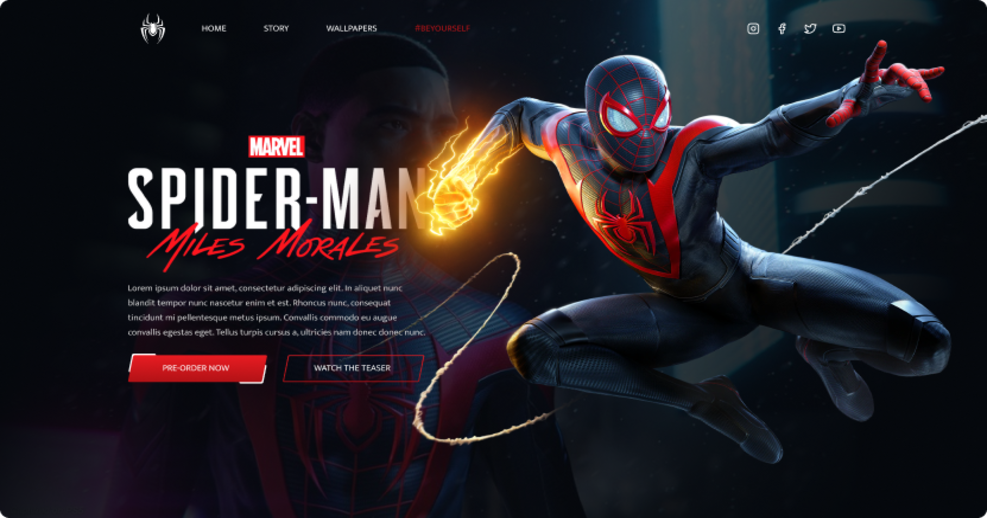 HOME STORY WALLPAPERS #BEYOURSELF
MARVEL
SPIDER-MAN
MILES MORALES
Lorem ipsum dolor sit amet, consectetur adipiscing elit. In aliquet nunc
blandit tempor nunc nascetur enim et est. Rhoncus nunc, consequat
tincidunt mi pellentesque metus ipsum. Convallis commodo eu augue
convallis egestas eget. Tellus turpis cursus a, ultricies nam donec donec nunc.
PRE-ORDER NOW WATCH THE TEASER